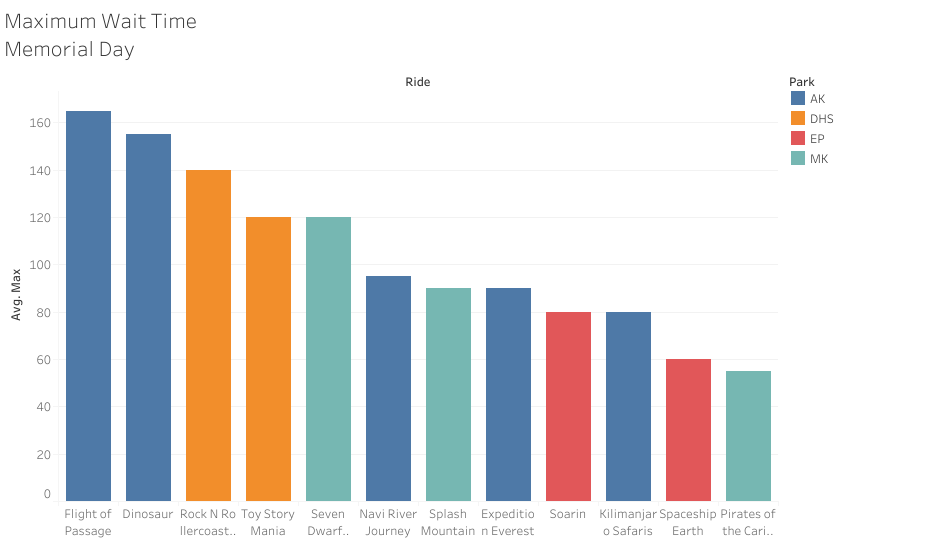 Maximum Wait Time
Memorial Day
Ride
Park
AK
DHS
EP
MK
Avg. Max
160
140
120
100
80
60
40
20
0
Flight of
Passage
Dinosaur
Rock N Ro
llercoast..
Toy Story
Mania
Seven
Dwarf..
Navi River
Journey
Splash
Mountain
Expeditio
n Everest
Soarin
Kilimanjar
o Safaris
Spaceship
Earth
Pirates of
the Cari..